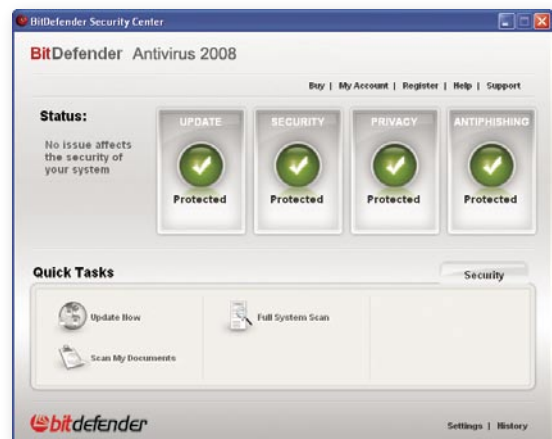 BitDefender Security Center
BitDefender Antivirus 2008
Buy | My Account | Register | Help | Support
Status:
No issue affects
the security of
your system
UPDATE SECURITY PRIVACY ANTIPHISHING
Protected Protected Protected Protected
Quick Tasks
Security
Update Now Full System Scan
Scan My Documents
bitdefender
Settings | History